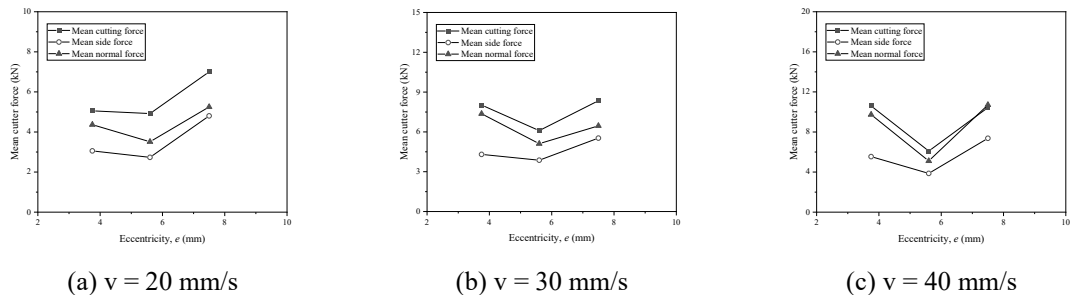 10
8
6
4
2
0
Mean cutter force (kN)
Mean cutting force
Mean side force
Mean normal force
2 4 6 8 10
Eccentricity, e (mm)
(a) v = 20 mm/s
15
12
9
6
3
0
Mean cutter force (kN)
Mean cutting force
Mean side force
Mean normal force
2 4 6 8 10
Eccentricity, e (mm)
(b) v = 30 mm/s
20
16
12
8
4
0
Mean cutter force (kN)
Mean cutting force
Mean side force
Mean normal force
2 4 6 8 10
Eccentricity, e (mm)
(c) v = 40 mm/s